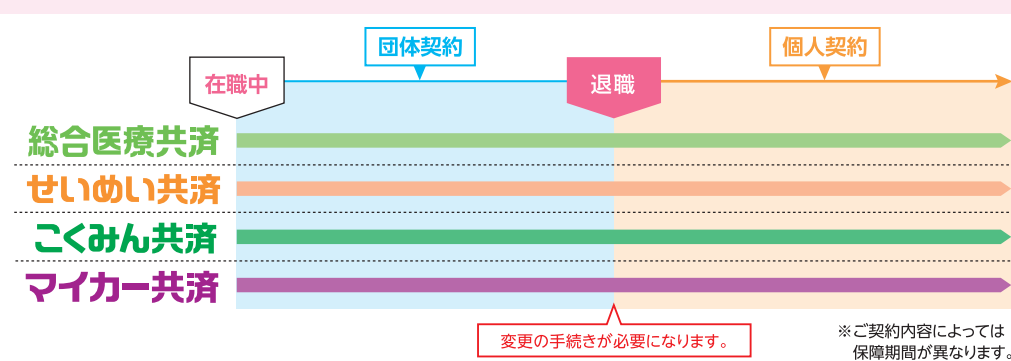 団体契約
個人契約
在職中
退職
総合医療共済
せいめい共済
こくみん共済
マイカー共済
変更の手続きが必要になります。
※ご契約内容によっては
保障期間が異なります。